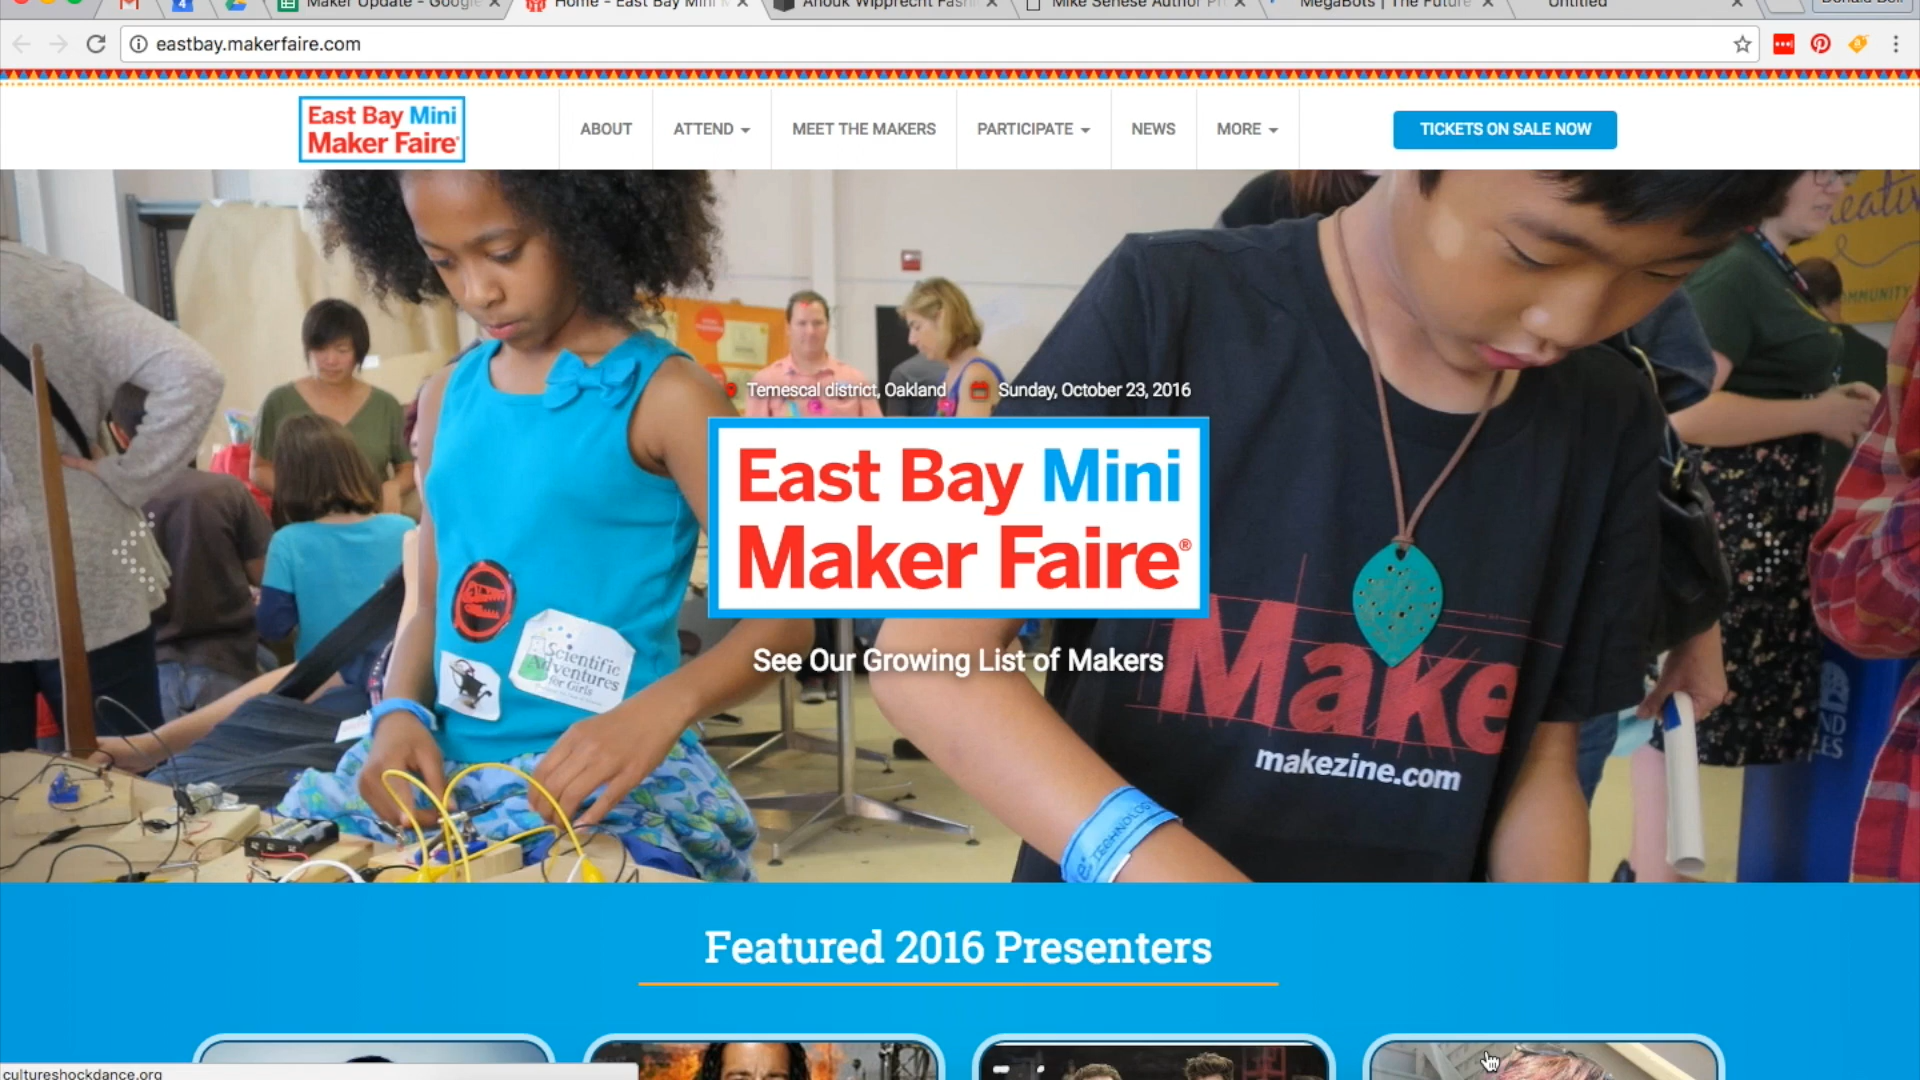 Maker Update - Google
Home - East Bay Mini M
Anouk Wipprecht Fash
Mike Senese Author Pr
MegaBots | The Future
Untitled
eastbay.makerfaire.com
East Bay Mini
Maker Faire
ABOUT
ATTEND
MEET THE MAKERS
PARTICIPATE
NEWS
MORE
TICKETS ON SALE NOW
Temescal district, Oakland
Sunday, October 23, 2016
East Bay Mini
Maker Faire®
See Our Growing List of Makers
Scientific
Adventures
for Girls
Make
makezine.com
TECHNOLOG
Featured 2016 Presenters
cultureshockdance.org